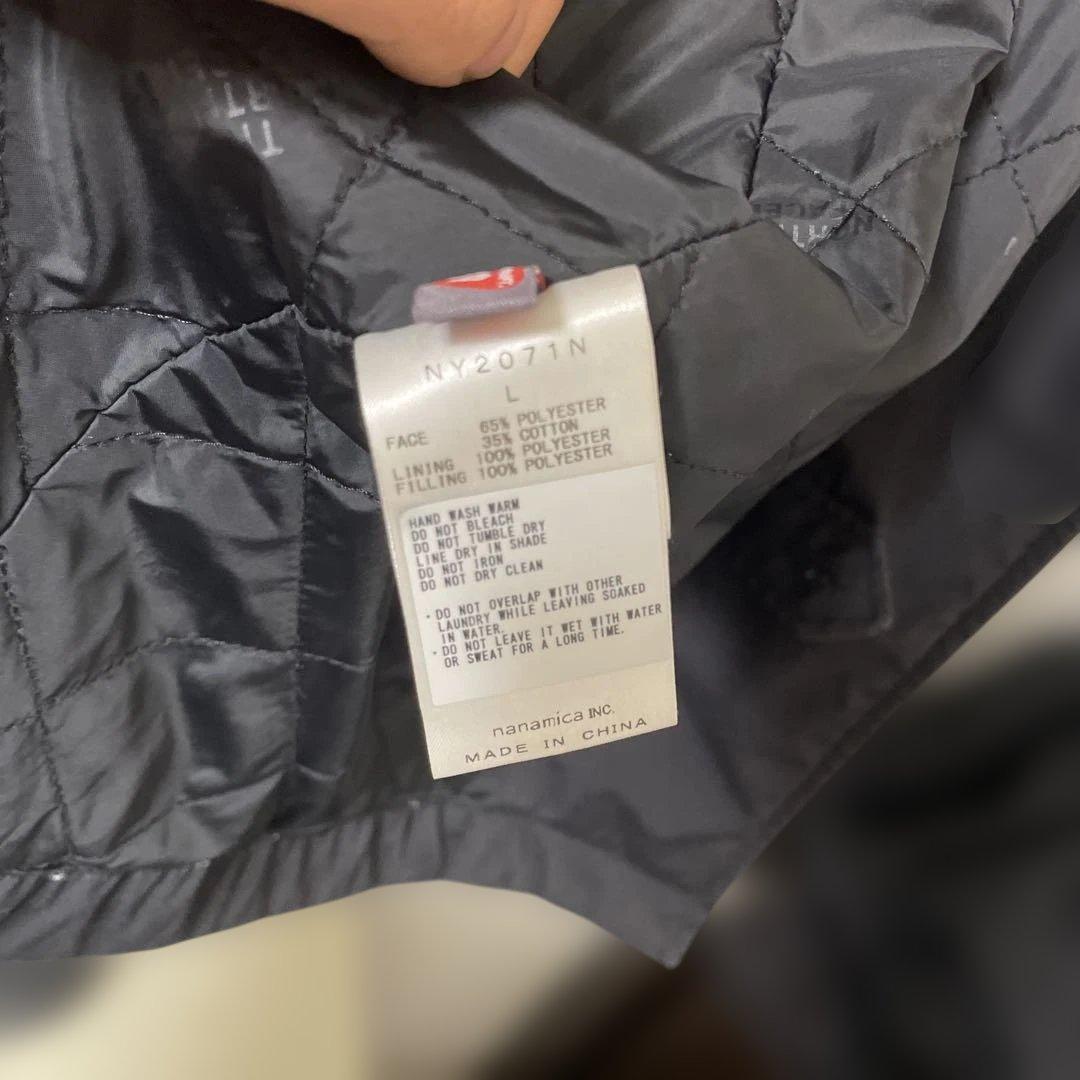 NY2071N
L
FACE 65% POLYESTER
35% COTTON
LINING 100% POLYESTER
FILLING 100% POLYESTER
HAND WASH WARM
DO NOT BLEACH
DO NOT TUMBLE DRY
LINE DRY IN SHADE
DO NOT IRON
DO NOT DRY CLEAN
・DO NOT OVERLAP WITH OTHER
LAUNDRY WHILE LEAVING SOAKED
IN WATER.
・DO NOT LEAVE IT WET WITH WATER
OR SWEAT FOR A LONG TIME.
nanamica INC.
MADE IN CHINA